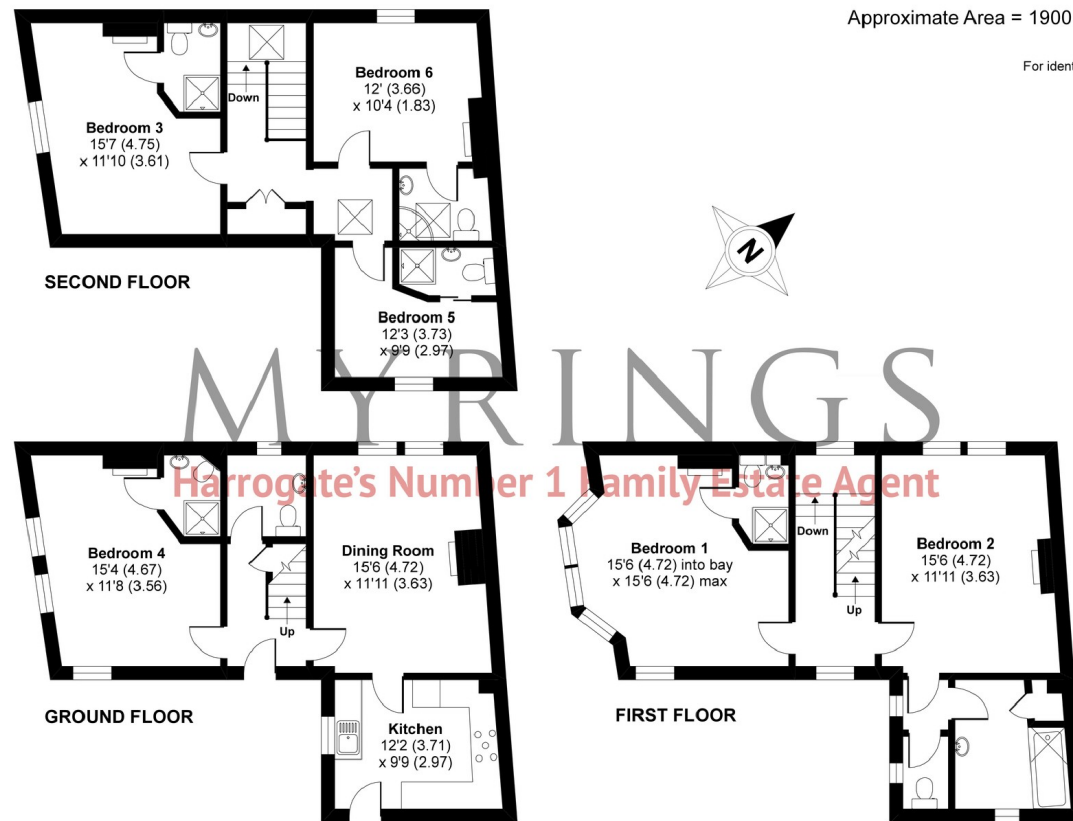 Approximate Area = 1900
For ident
Bedroom 3
15'7 (4.75)
x 11'10 (3.61)
Down
Bedroom 6
12' (3.66)
x 10'4 (1.83)
N
SECOND FLOOR
Bedroom 5
12'3 (3.73)
x 9'9 (2.97)
MYRINGS
Harrogate's Number 1 Family Estate Agent
Bedroom 4
15'4 (4.67)
x 11'8 (3.56)
Up
Dining Room
15'6 (4.72)
x 11'11 (3.63)
Kitchen
12'2 (3.71)
x 9'9 (2.97)
GROUND FLOOR
Bedroom 1
15'6 (4.72) into bay
x 15'6 (4.72) max
Down
Up
Bedroom 2
15'6 (4.72)
x 11'11 (3.63)
FIRST FLOOR